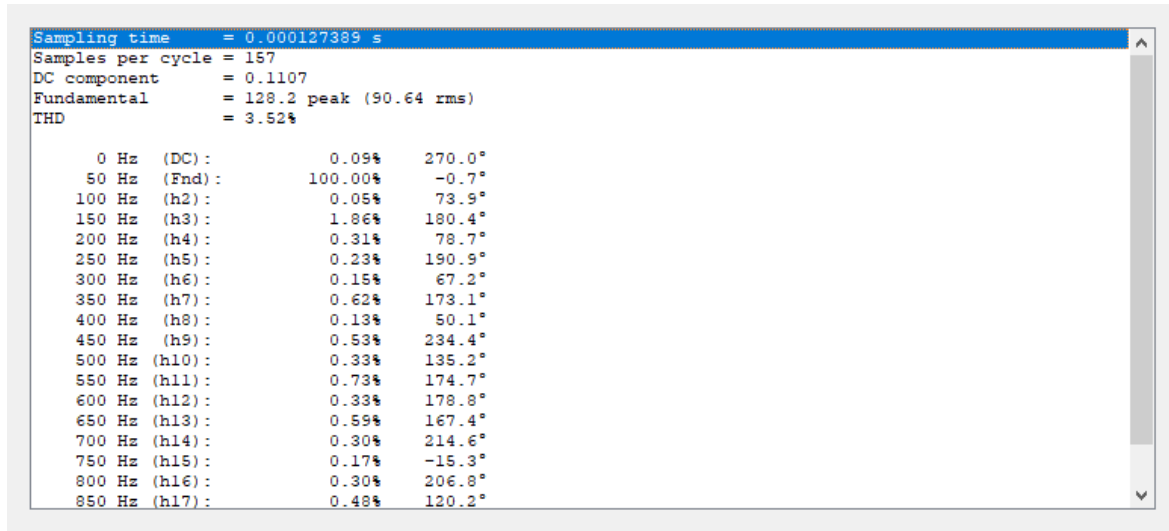 Sampling time = 0.000127389 s
Samples per cycle = 157
DC component = 0.1107
Fundamental = 128.2 peak (90.64 rms)
THD = 3.52%
0 Hz (DC): 0.09% 270.0°
50 Hz (Fnd): 100.00% -0.7°
100 Hz (h2): 0.05% 73.9°
150 Hz (h3): 1.86% 180.4°
200 Hz (h4): 0.31% 78.7°
250 Hz (h5): 0.23% 190.9°
300 Hz (h6): 0.15% 67.2°
350 Hz (h7): 0.62% 173.1°
400 Hz (h8): 0.13% 50.1°
450 Hz (h9): 0.53% 234.4°
500 Hz (h10): 0.33% 135.2°
550 Hz (h11): 0.73% 174.7°
600 Hz (h12): 0.33% 178.8°
650 Hz (h13): 0.59% 167.4°
700 Hz (h14): 0.30% 214.6°
750 Hz (h15): 0.17% -15.3°
800 Hz (h16): 0.30% 206.8°
850 Hz (h17): 0.48% 120.2°